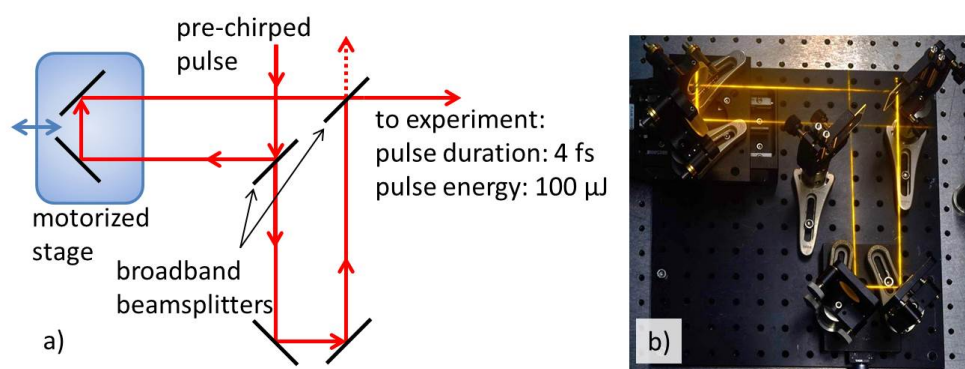 pre-chirped
pulse
to experiment:
pulse duration: 4 fs
pulse energy: 100 µJ
motorized
stage
broadband
beamsplitters
a)
b)